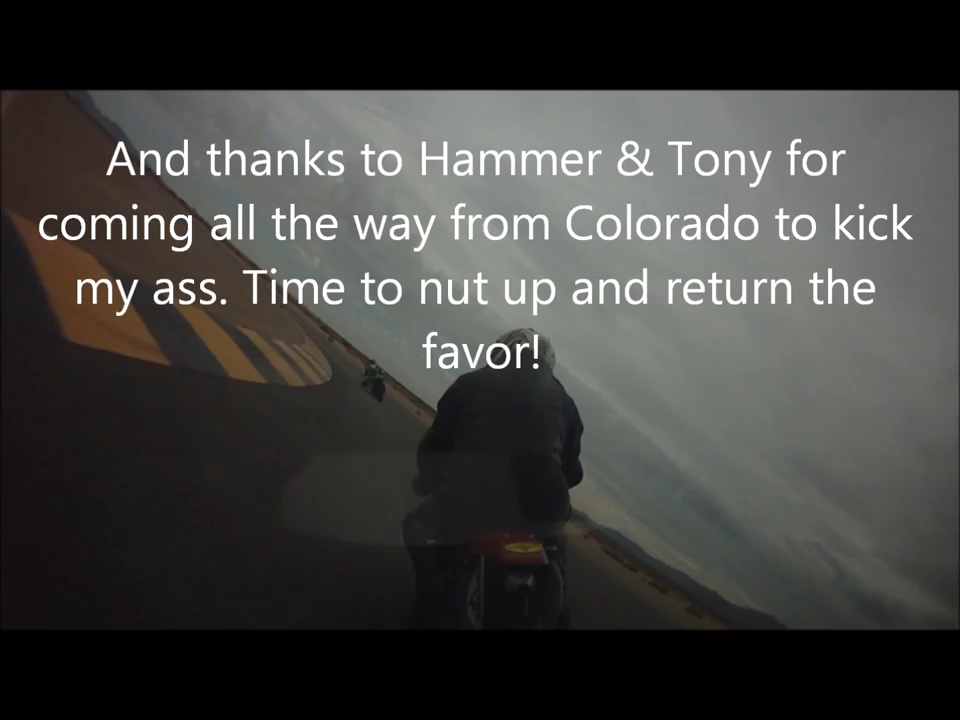 And thanks to Hammer & Tony for
coming all the way from Colorado to kick
my ass. Time to nut up and return the
favor!